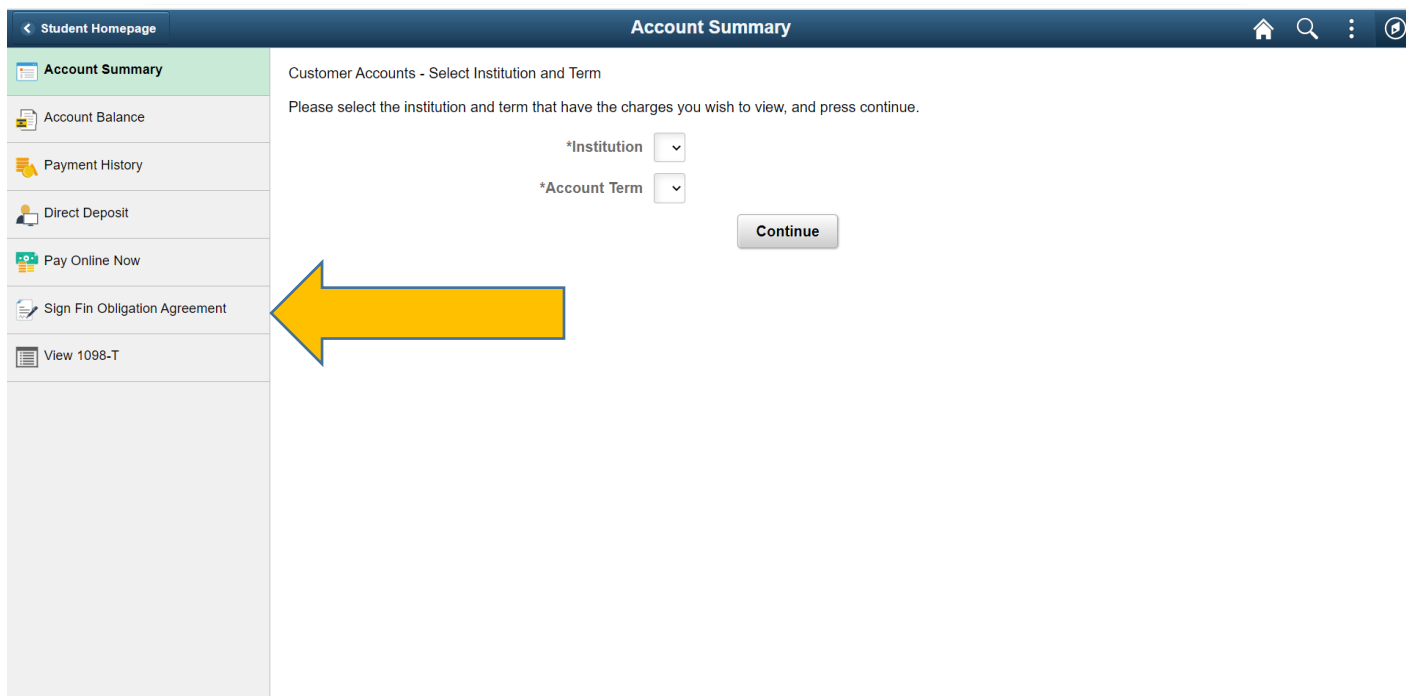 Student Homepage
Account Summary
Account Summary
Account Balance
Payment History
Direct Deposit
Pay Online Now
Sign Fin Obligation Agreement
View 1098-T
Customer Accounts - Select Institution and Term
Please select the institution and term that have the charges you wish to view, and press continue.
*Institution
*Account Term
Continue